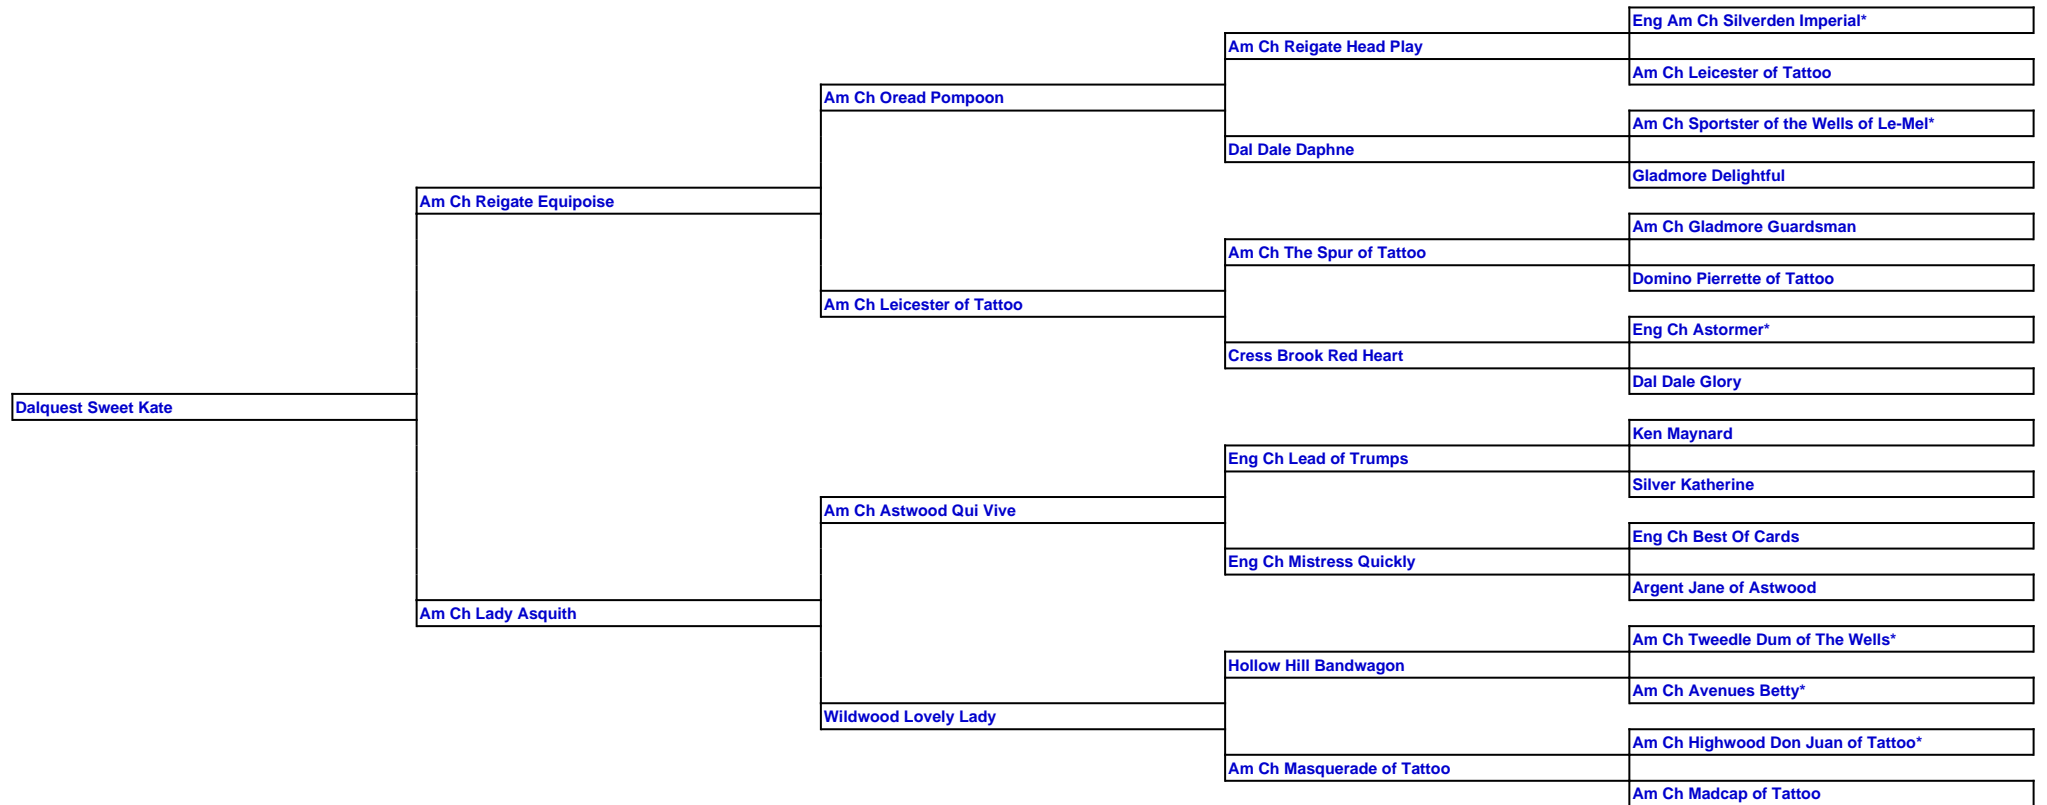 Eng Am Ch Silverden Imperial*
Am Ch Reigate Head Play
Am Ch Leicester of Tattoo
Am Ch Oread Pompoon
Am Ch Sportster of the Wells of Le-Mel*
Dal Dale Daphne
Gladmore Delightful
Am Ch Reigate Equipoise
Am Ch Gladmore Guardsman
Am Ch The Spur of Tattoo
Domino Pierrette of Tattoo
Am Ch Leicester of Tattoo
Eng Ch Astormer*
Cress Brook Red Heart
Dal Dale Glory
Dalquest Sweet Kate
Ken Maynard
Eng Ch Lead of Trumps
Silver Katherine
Am Ch Astwood Qui Vive
Eng Ch Best Of Cards
Eng Ch Mistress Quickly
Argent Jane of Astwood
Am Ch Lady Asquith
Am Ch Tweedle Dum of The Wells*
Hollow Hill Bandwagon
Am Ch Avenues Betty*
Wildwood Lovely Lady
Am Ch Highwood Don Juan of Tattoo*
Am Ch Masquerade of Tattoo
Am Ch Madcap of Tattoo